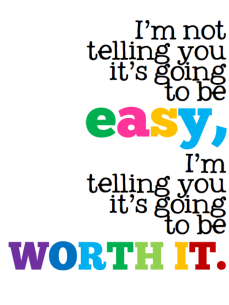 I'm not
telling you
it's going
to be
easy,
I'm
telling you
it's going
to be
WORTH IT.